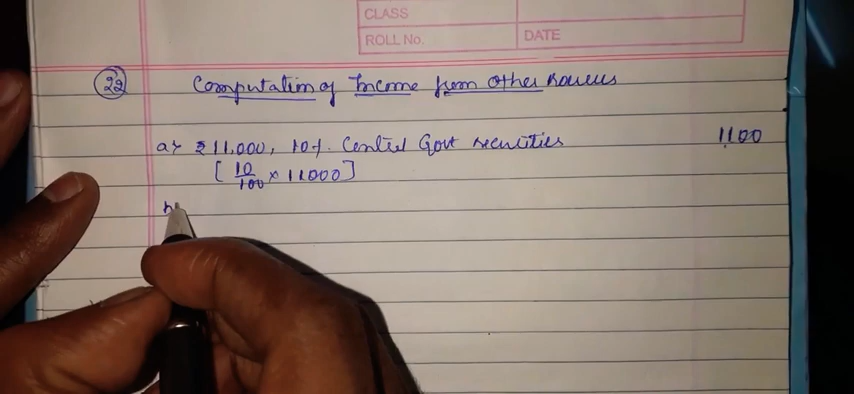 CLASS
ROLL No.
DATE
22 Computation of Income from Other Sources
a> ₹11,000, 10%. Central Govt securities 1100
[ 10/100 × 11000 ]